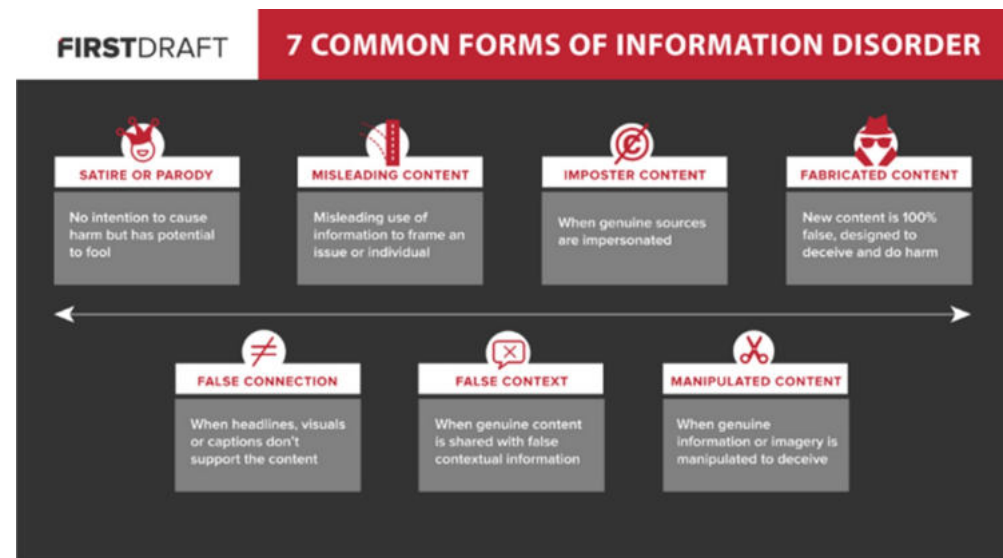 FIRSTDRAFT
7 COMMON FORMS OF INFORMATION DISORDER
SATIRE OR PARODY
No intention to cause
harm but has potential
to fool
MISLEADING CONTENT
Misleading use of
information to frame an
issue or individual
IMPOSTER CONTENT
When genuine sources
are impersonated
FABRICATED CONTENT
New content is 100%
false, designed to
deceive and do harm
FALSE CONNECTION
When headlines, visuals
or captions don't
support the content
FALSE CONTEXT
When genuine content
is shared with false
contextual information
MANIPULATED CONTENT
When genuine
information or imagery is
manipulated to deceive